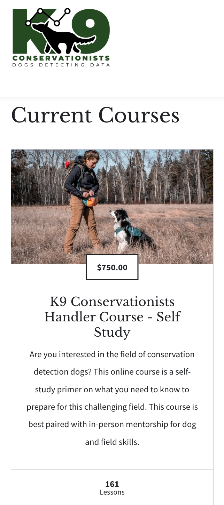 K9
CONSERVATIONISTS
DOGS DETECTING DATA
Current Courses
$750.00
K9 Conservationists
Handler Course - Self
Study
Are you interested in the field of conservation
detection dogs? This online course is a self-
study primer on what you need to know to
prepare for this challenging field. This course is
best paired with in-person mentorship for dog
and field skills.
161
Lessons